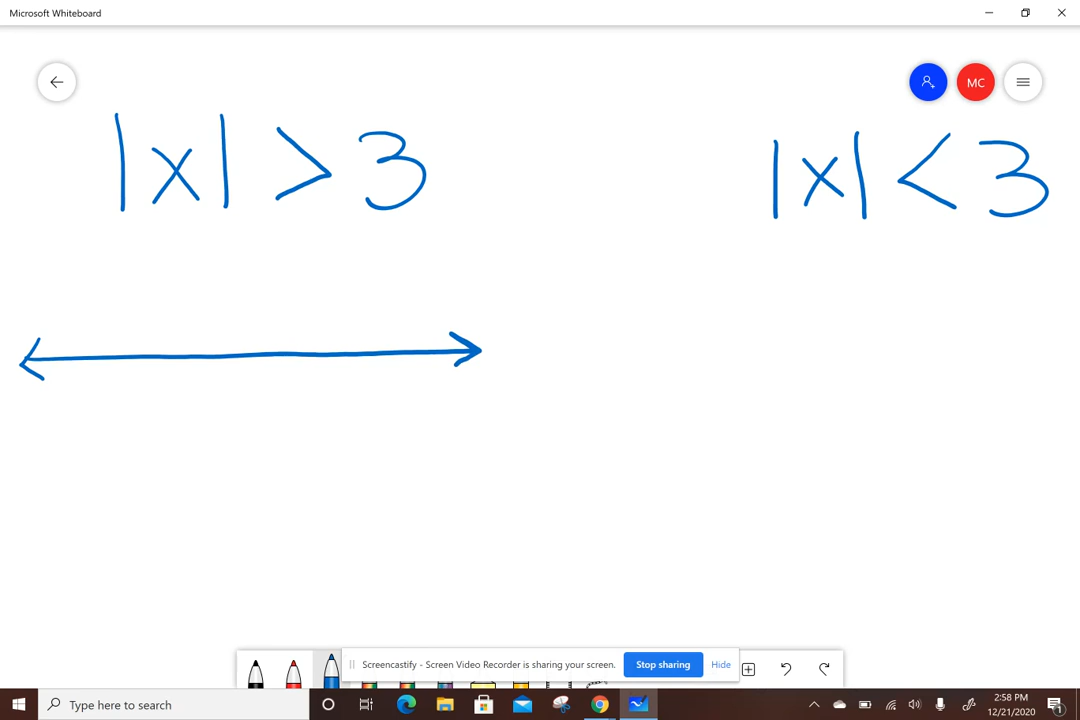 Microsoft Whiteboard
MC
|x| > 3
|x| < 3
Screencastify - Screen Video Recorder is sharing your screen.
Stop sharing
Hide
Type here to search
2:58 PM
12/21/2020
1